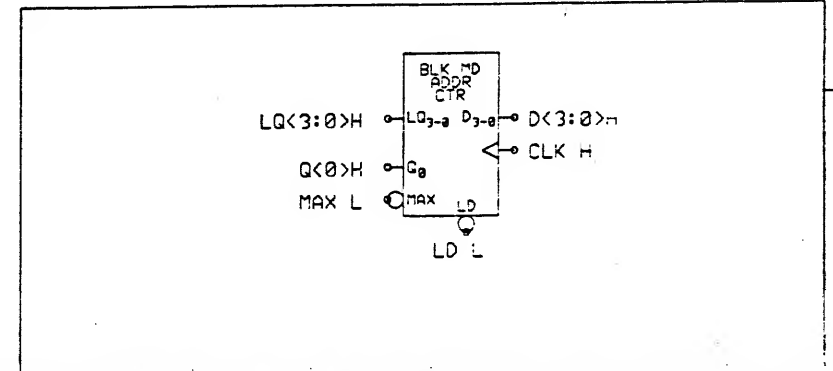 BLK MD
ADDR
CTR
LQ<3:0>H LQ3-0 D3-0 D<3:0>H
CLK H
Q<0>H Q0
MAX L MAX LD
LD L